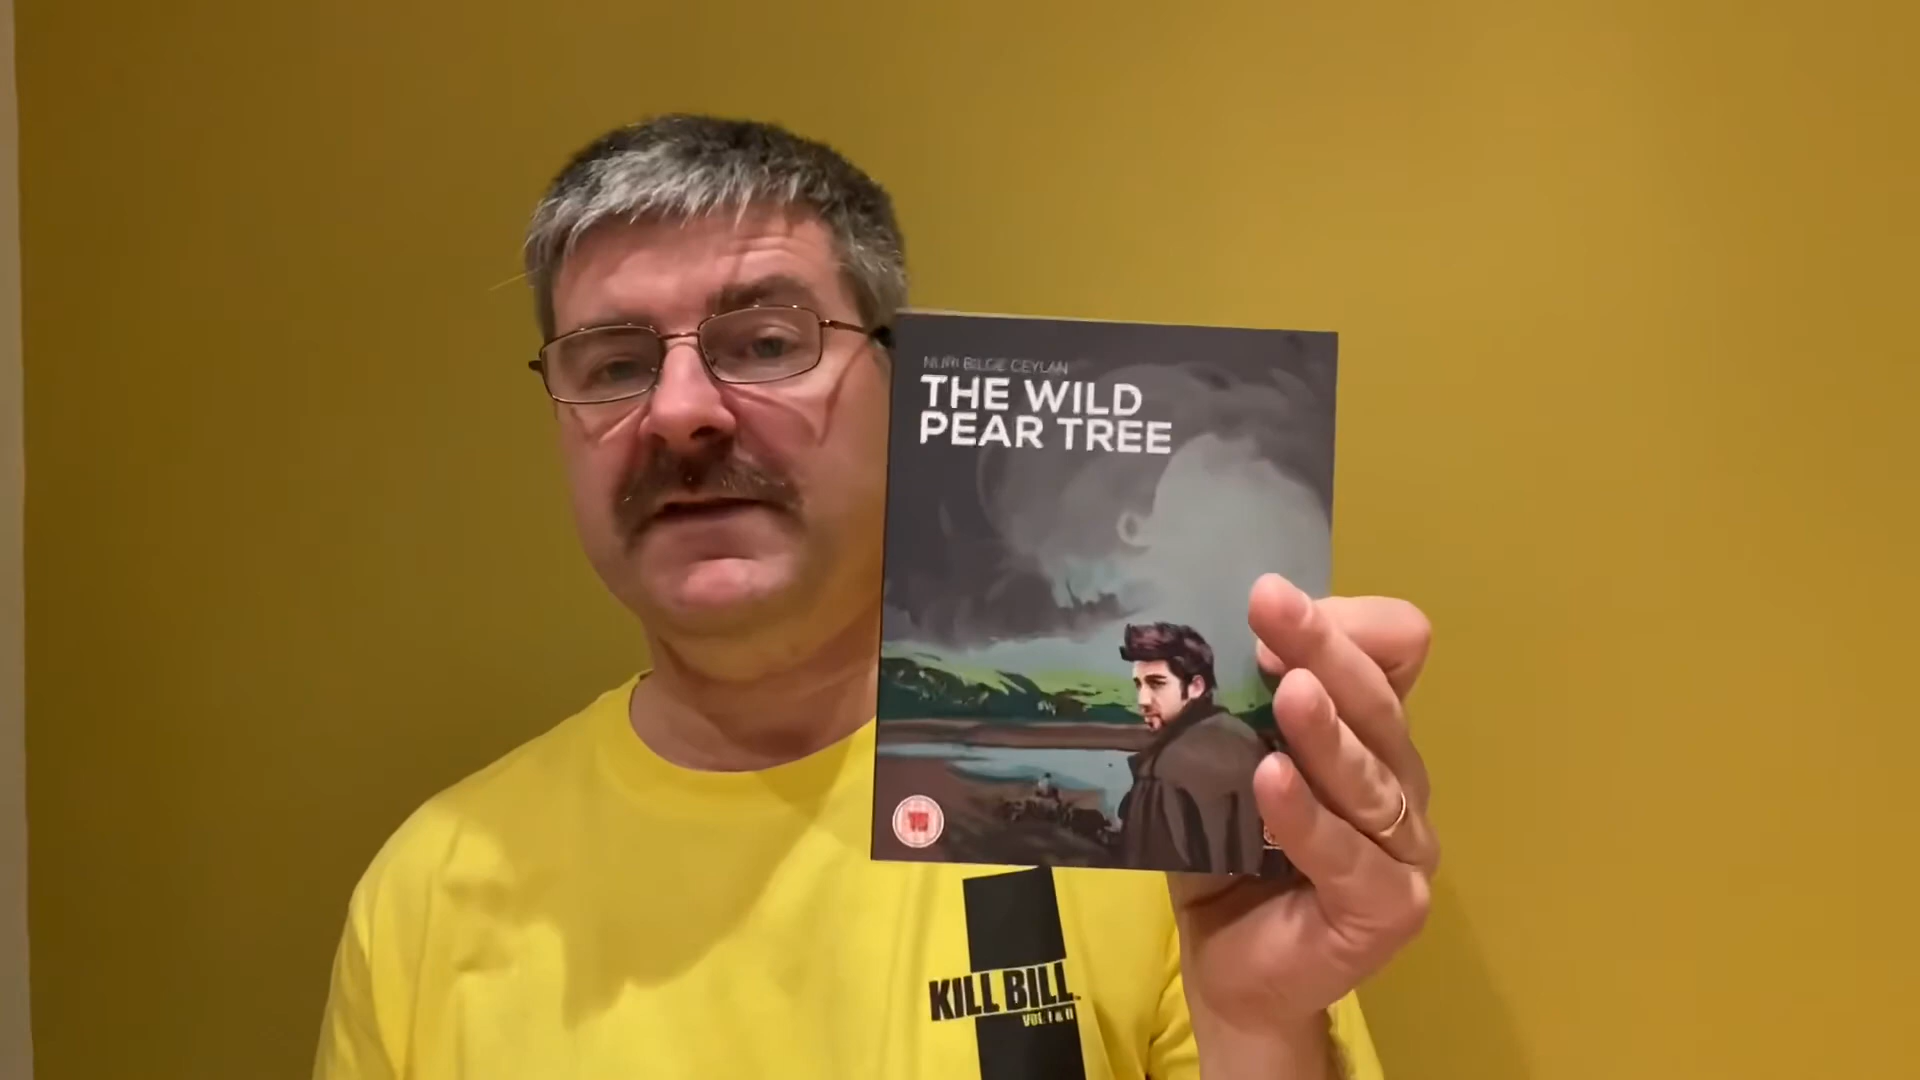 NURI BILGE CEYLAN
THE WILD
PEAR TREE
15
KILL BILL
VOL. I & II